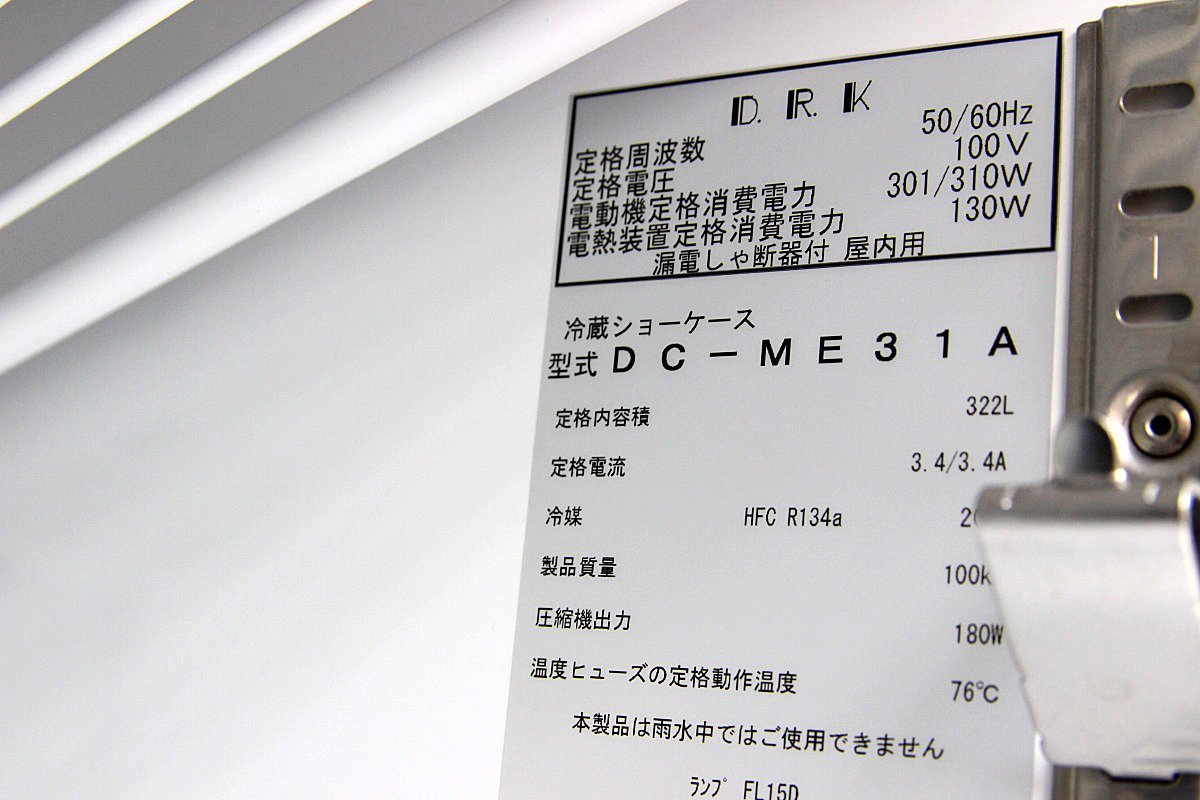 D. R. K
定格周波数 50/60Hz
定格電圧 100V
電動機定格消費電力 301/310W
電熱装置定格消費電力 130W
漏電しゃ断器付 屋内用
冷蔵ショーケース
型式 DC-ME31A
定格内容積 322L
定格電流 3.4/3.4A
冷媒 HFC R134a
製品質量 100k
圧縮機出力 180W
温度ヒューズの定格動作温度 76℃
本製品は雨水中ではご使用できません
ランプ FL15D